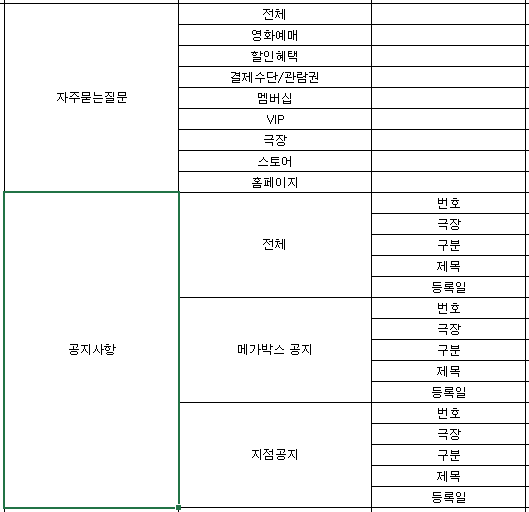 전체
영화예매
할인혜택
결제수단/관람권
자주묻는질문
멤버십
VIP
극장
스토어
홈페이지
공지사항
전체
번호
극장
구분
제목
등록일
메가박스 공지
번호
극장
구분
제목
등록일
지점공지
번호
극장
구분
제목
등록일